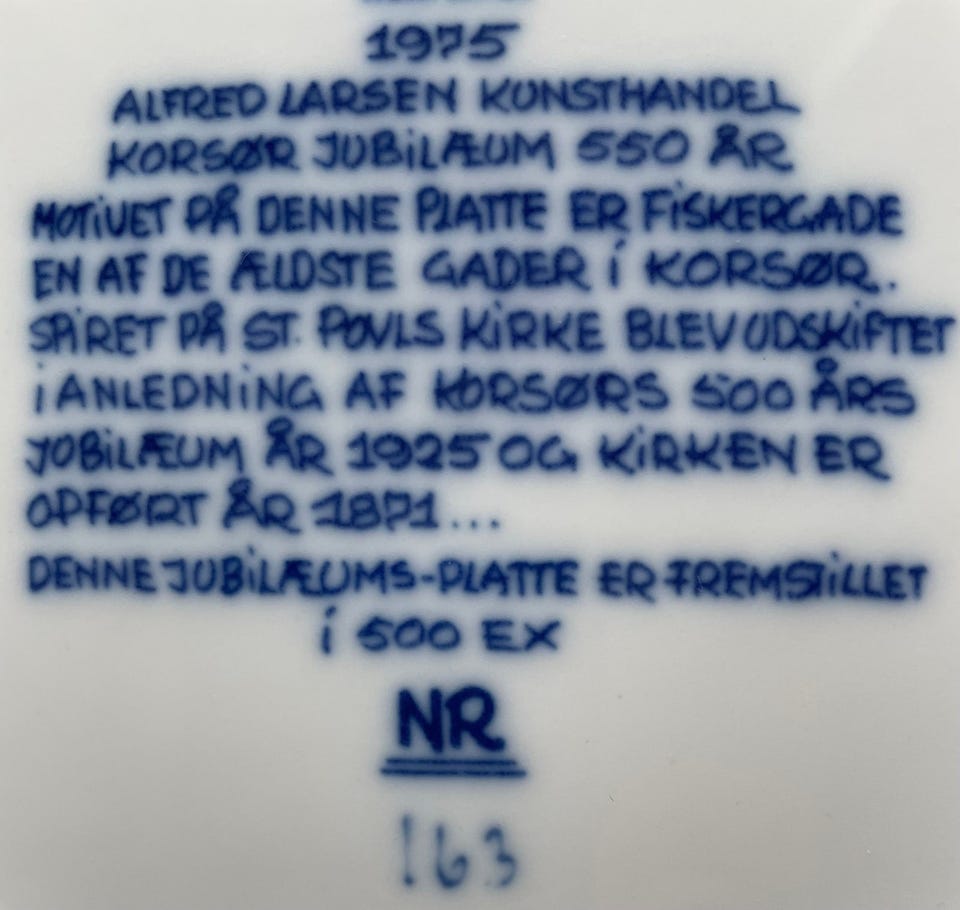 1975
ALFRED LARSEN KUNSTHANDEL
KORSØR JUBiLÆUM 550 ÅR
MOTiVET PÅ DENNE PLATTE ER FiSKERGADE
EN AF DE ÆLDSTE GADER i KORSØR.
SPiRET PÅ ST. POVLS KiRKE BLEV UDSKiFTET
i ANLEDNiNG AF KORSØRS 500 ÅRS
JUBiLÆUM ÅR 1925 OG KiRKEN ER
OPFØRT ÅR 1871...
DENNE JUBiLÆUMS-PLATTE ER FREMSTiLLET
i 500 EX
NR
163